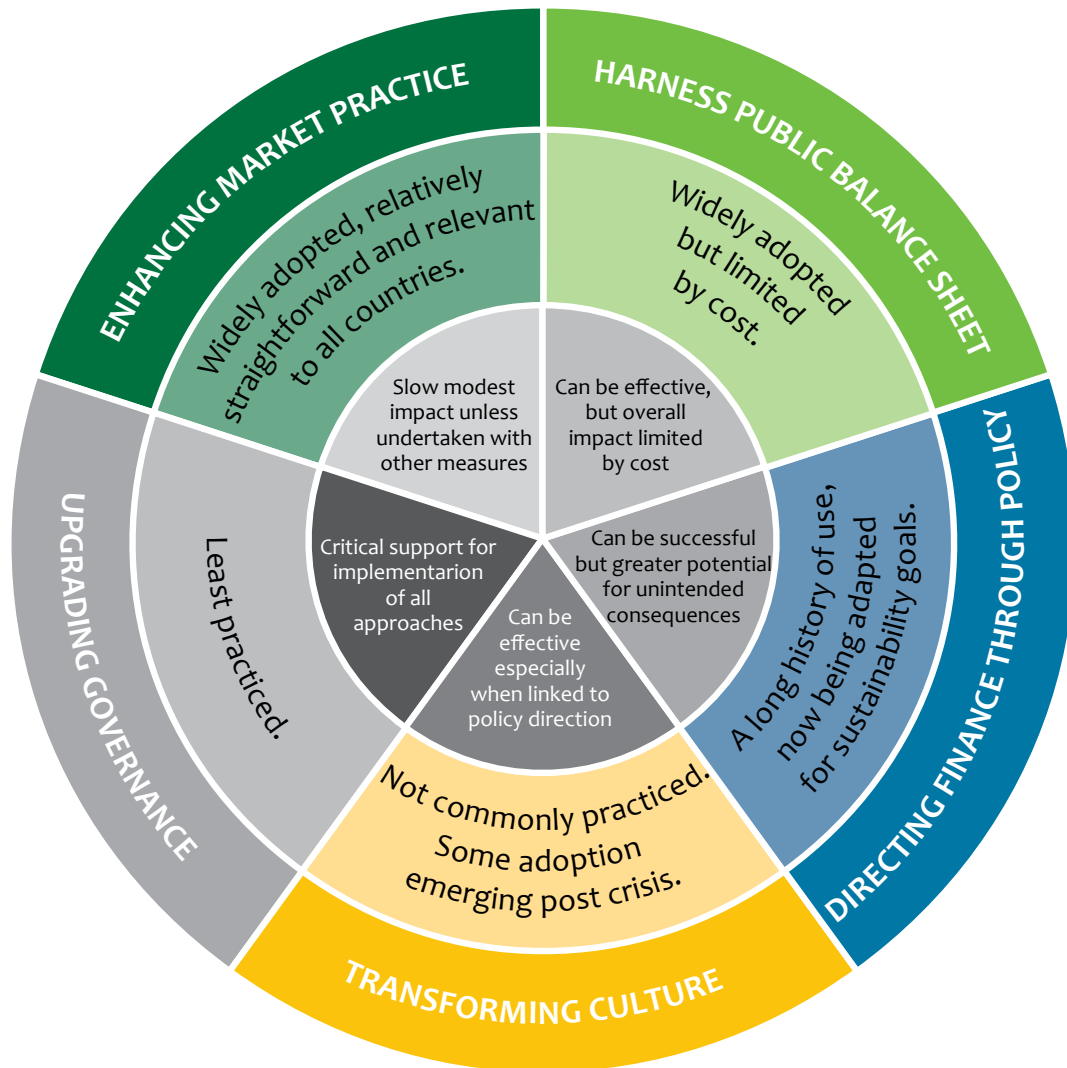 ENHANCING MARKET PRACTICE
Widely adopted, relatively
straightforward and relevant
to all countries.
Slow modest
impact unless
undertaken with
other measures
HARNESS PUBLIC BALANCE SHEET
Widely adopted
but limited
by cost.
Can be effective,
but overall
impact limited
by cost
DIRECTING FINANCE THROUGH POLICY
A long history of use,
now being adapted
for sustainability goals.
Can be successful
but greater potential
for unintended
consequences
TRANSFORMING CULTURE
Not commonly practiced.
Some adoption
emerging post crisis.
Can be
effective
especially
when linked to
policy direction
UPGRADING GOVERNANCE
Least practiced.
Critical support for
implementarion
of all
approaches